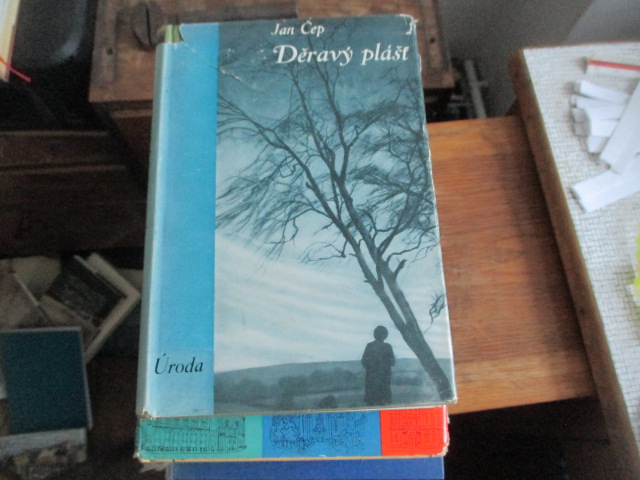 Jan Čep
Děravý plášť
Úroda